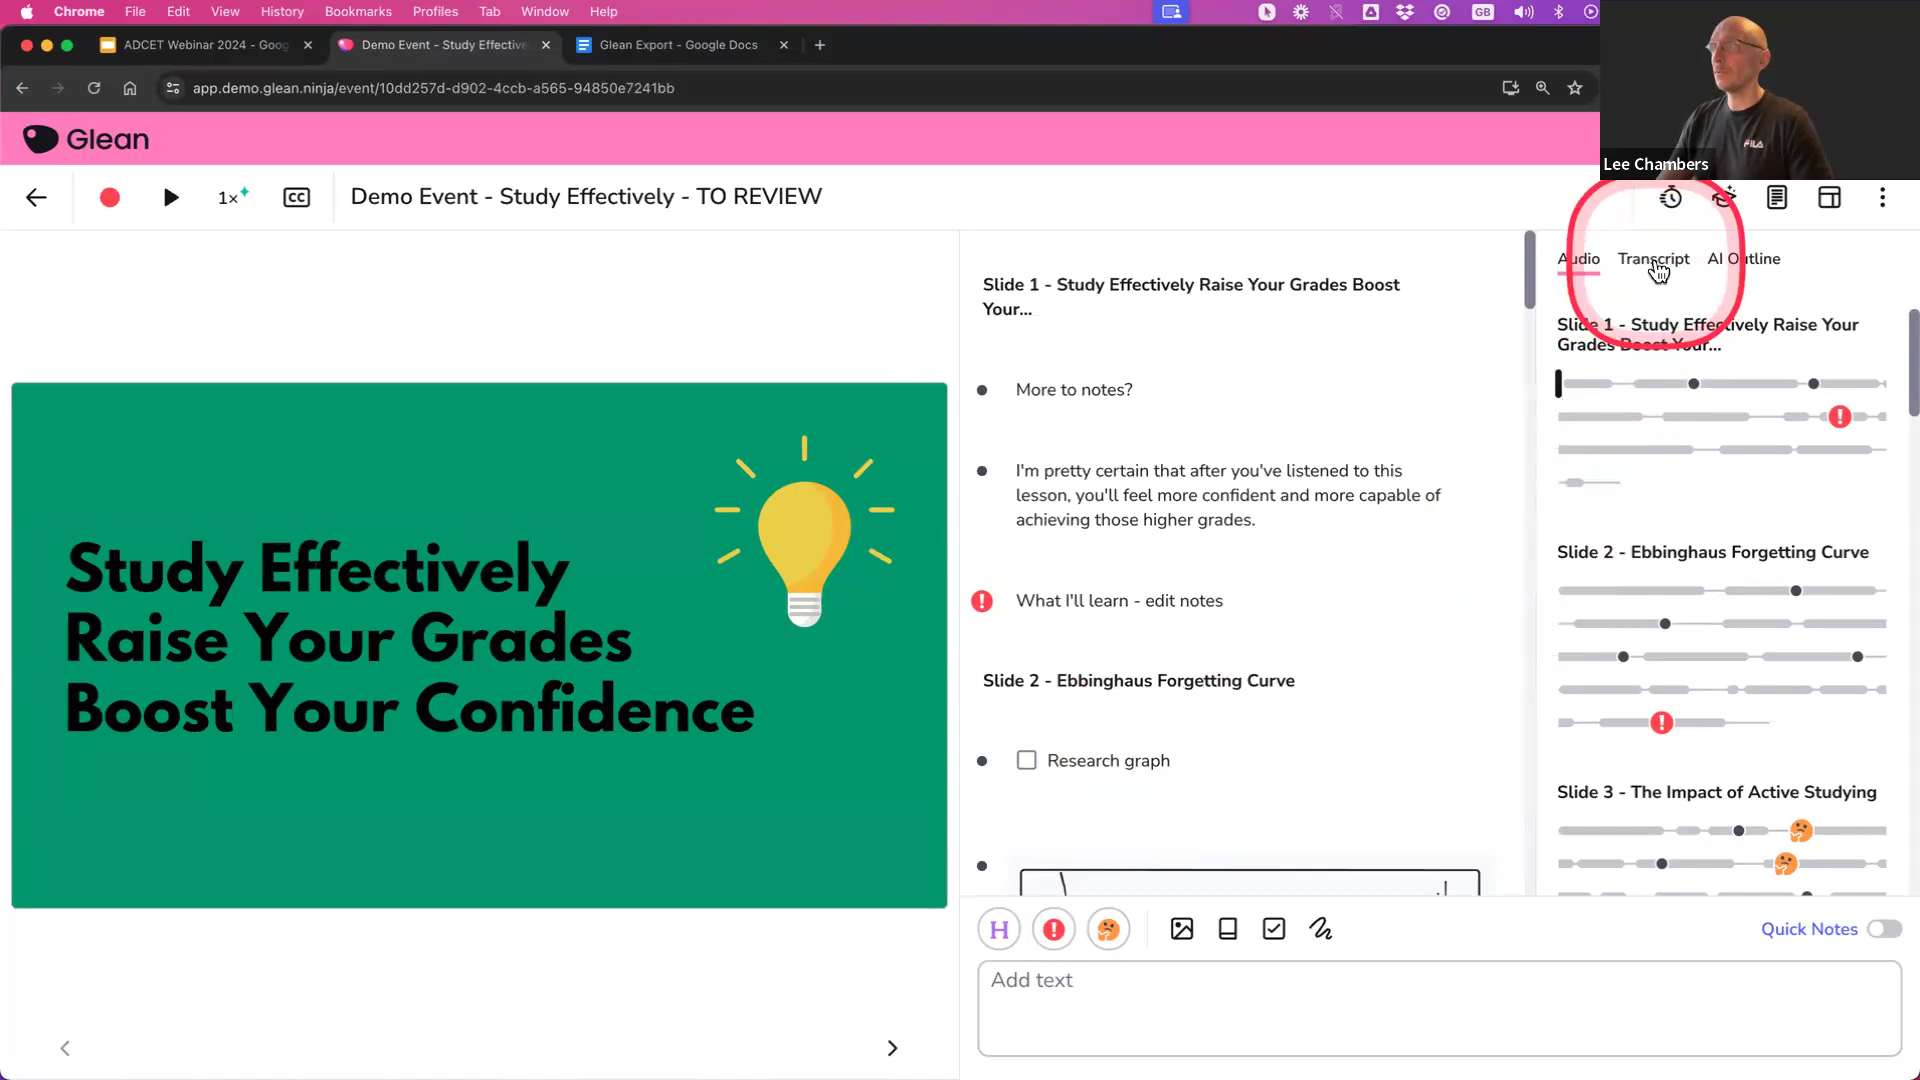 Chrome File Edit View History Bookmarks Profiles Tab Window Help GB
ADCET Webinar 2024 - Goog
Demo Event - Study Effective
Glean Export - Google Docs
app.demo.glean.ninja/event/10dd257d-d902-4ccb-a565-94850e7241bb
Glean
FILA
Lee Chambers
1× CC Demo Event - Study Effectively - TO REVIEW
Study Effectively
Raise Your Grades
Boost Your Confidence
Slide 1 - Study Effectively Raise Your Grades Boost
Your...
More to notes?
I'm pretty certain that after you've listened to this
lesson, you'll feel more confident and more capable of
achieving those higher grades.
What I'll learn - edit notes
Slide 2 - Ebbinghaus Forgetting Curve
Research graph
Audio Transcript AI Outline
Slide 1 - Study Effectively Raise Your
Grades Boost Your...
Slide 2 - Ebbinghaus Forgetting Curve
Slide 3 - The Impact of Active Studying
H
Quick Notes
Add text